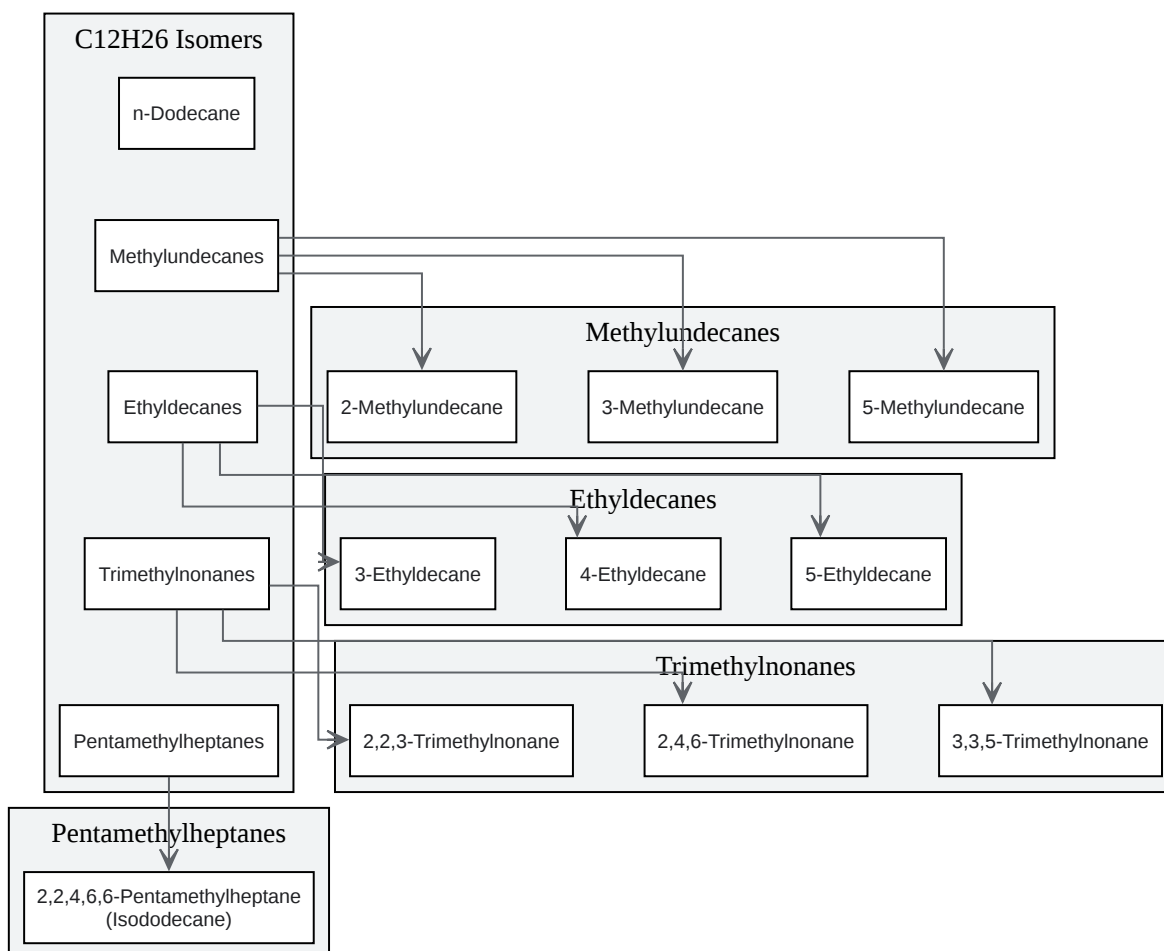 C12H26 Isomers
n-Dodecane
Methylundecanes
Methylundecanes
Ethyldecanes
2-Methylundecane
3-Methylundecane
5-Methylundecane
Ethyldecanes
Trimethylnonanes
3-Ethyldecane
4-Ethyldecane
5-Ethyldecane
Trimethylnonanes
Pentamethylheptanes
2,2,3-Trimethylnonane
2,4,6-Trimethylnonane
3,3,5-Trimethylnonane
Pentamethylheptanes
2,2,4,6,6-Pentamethylheptane
(Isododecane)